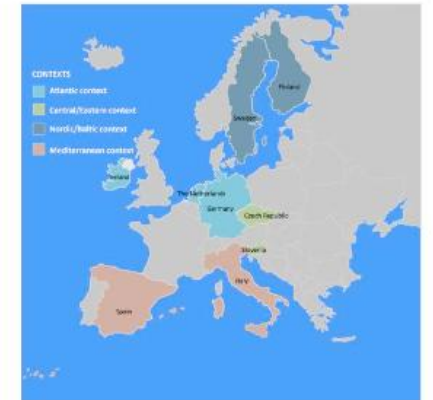 CONTEXTS
Atlantic context
Central/Eastern context
Nordic/Baltic context
Mediterranean context
Finland
Sweden
Ireland
The Netherlands
Germany
Czech Republic
Slovenia
Italy
Spain